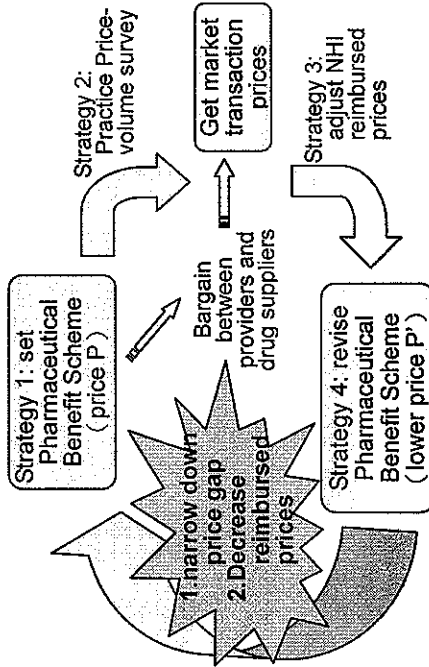 Strategy 1: set
Pharmaceutical
Benefit Scheme
(price P)
Strategy 2:
Practice Price-
volume survey
Bargain
between
providers and
drug suppliers
Get market
transaction
prices
Strategy 3:
adjust NHI
reimbursed
prices
Strategy 4: revise
Pharmaceutical
Benefit Scheme
(lower price P')
1.narrow down
price gap
2.Decrease
reimbursed
prices